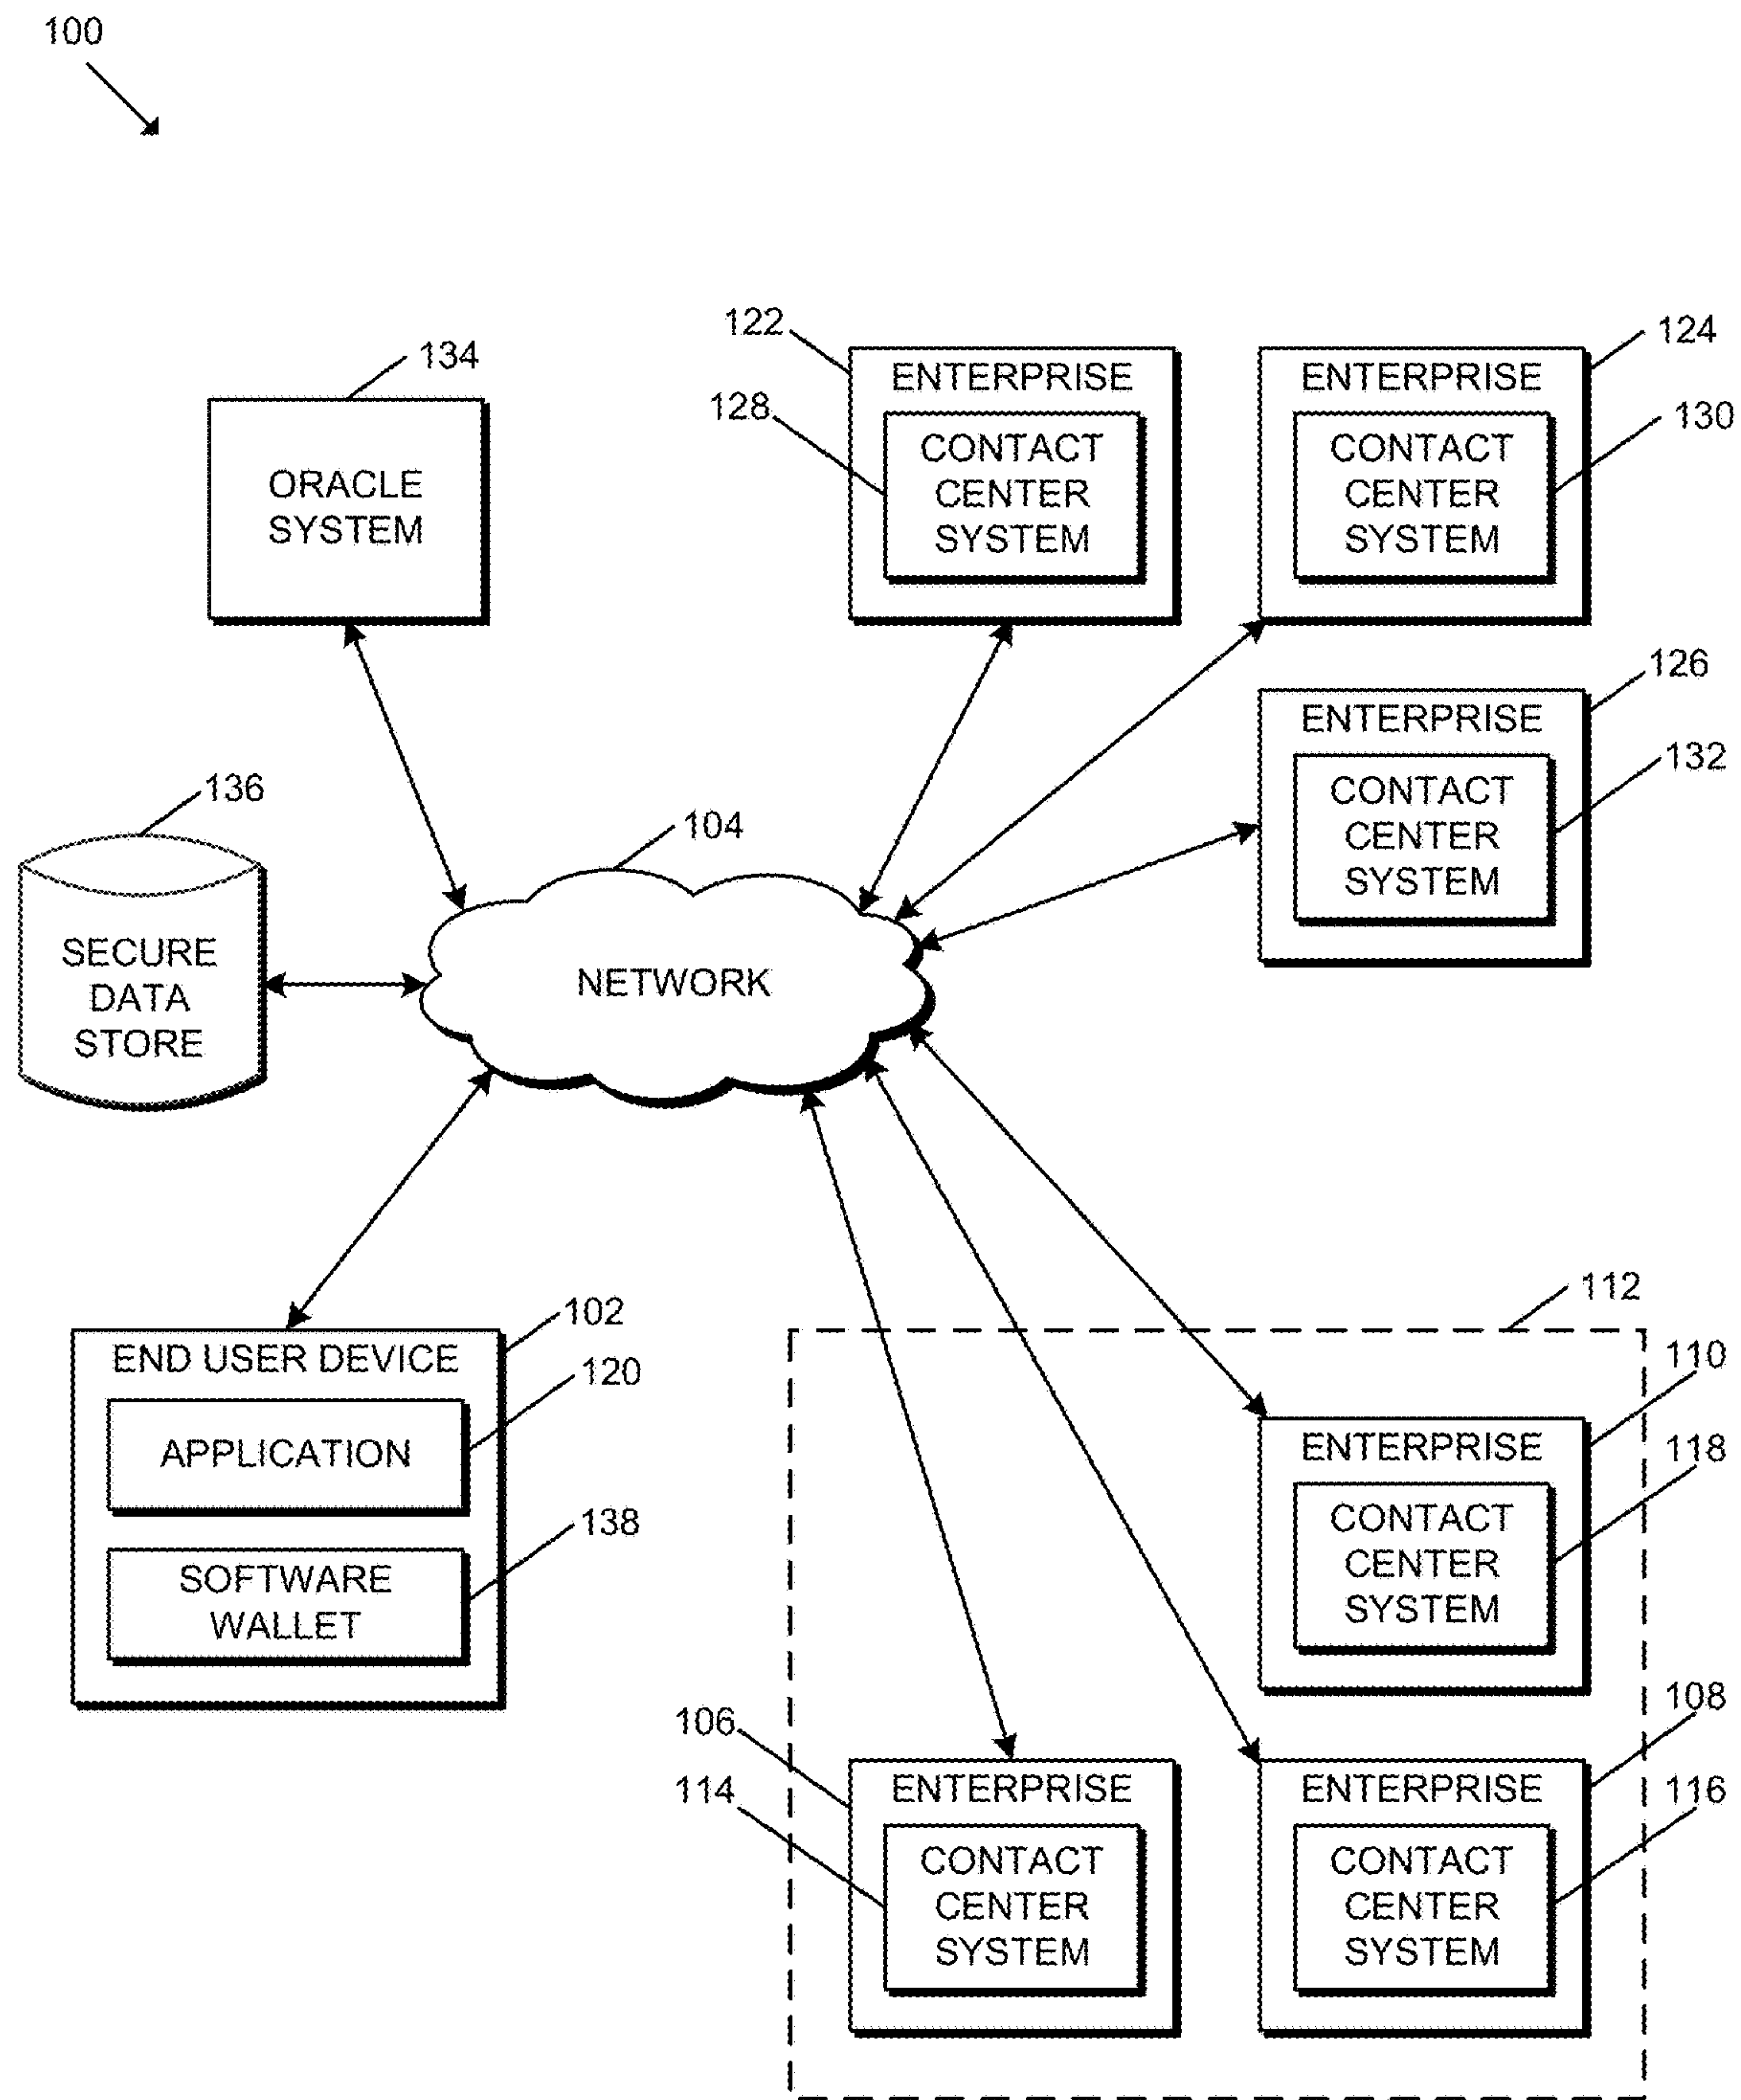 100
134
ORACLE
SYSTEM
122
ENTERPRISE
128
CONTACT
CENTER
SYSTEM
124
ENTERPRISE
130
CONTACT
CENTER
SYSTEM
126
ENTERPRISE
132
CONTACT
CENTER
SYSTEM
136
SECURE
DATA
STORE
104
NETWORK
102
END USER DEVICE
120
APPLICATION
138
SOFTWARE
WALLET
112
110
ENTERPRISE
118
CONTACT
CENTER
SYSTEM
106
ENTERPRISE
114
CONTACT
CENTER
SYSTEM
108
ENTERPRISE
116
CONTACT
CENTER
SYSTEM